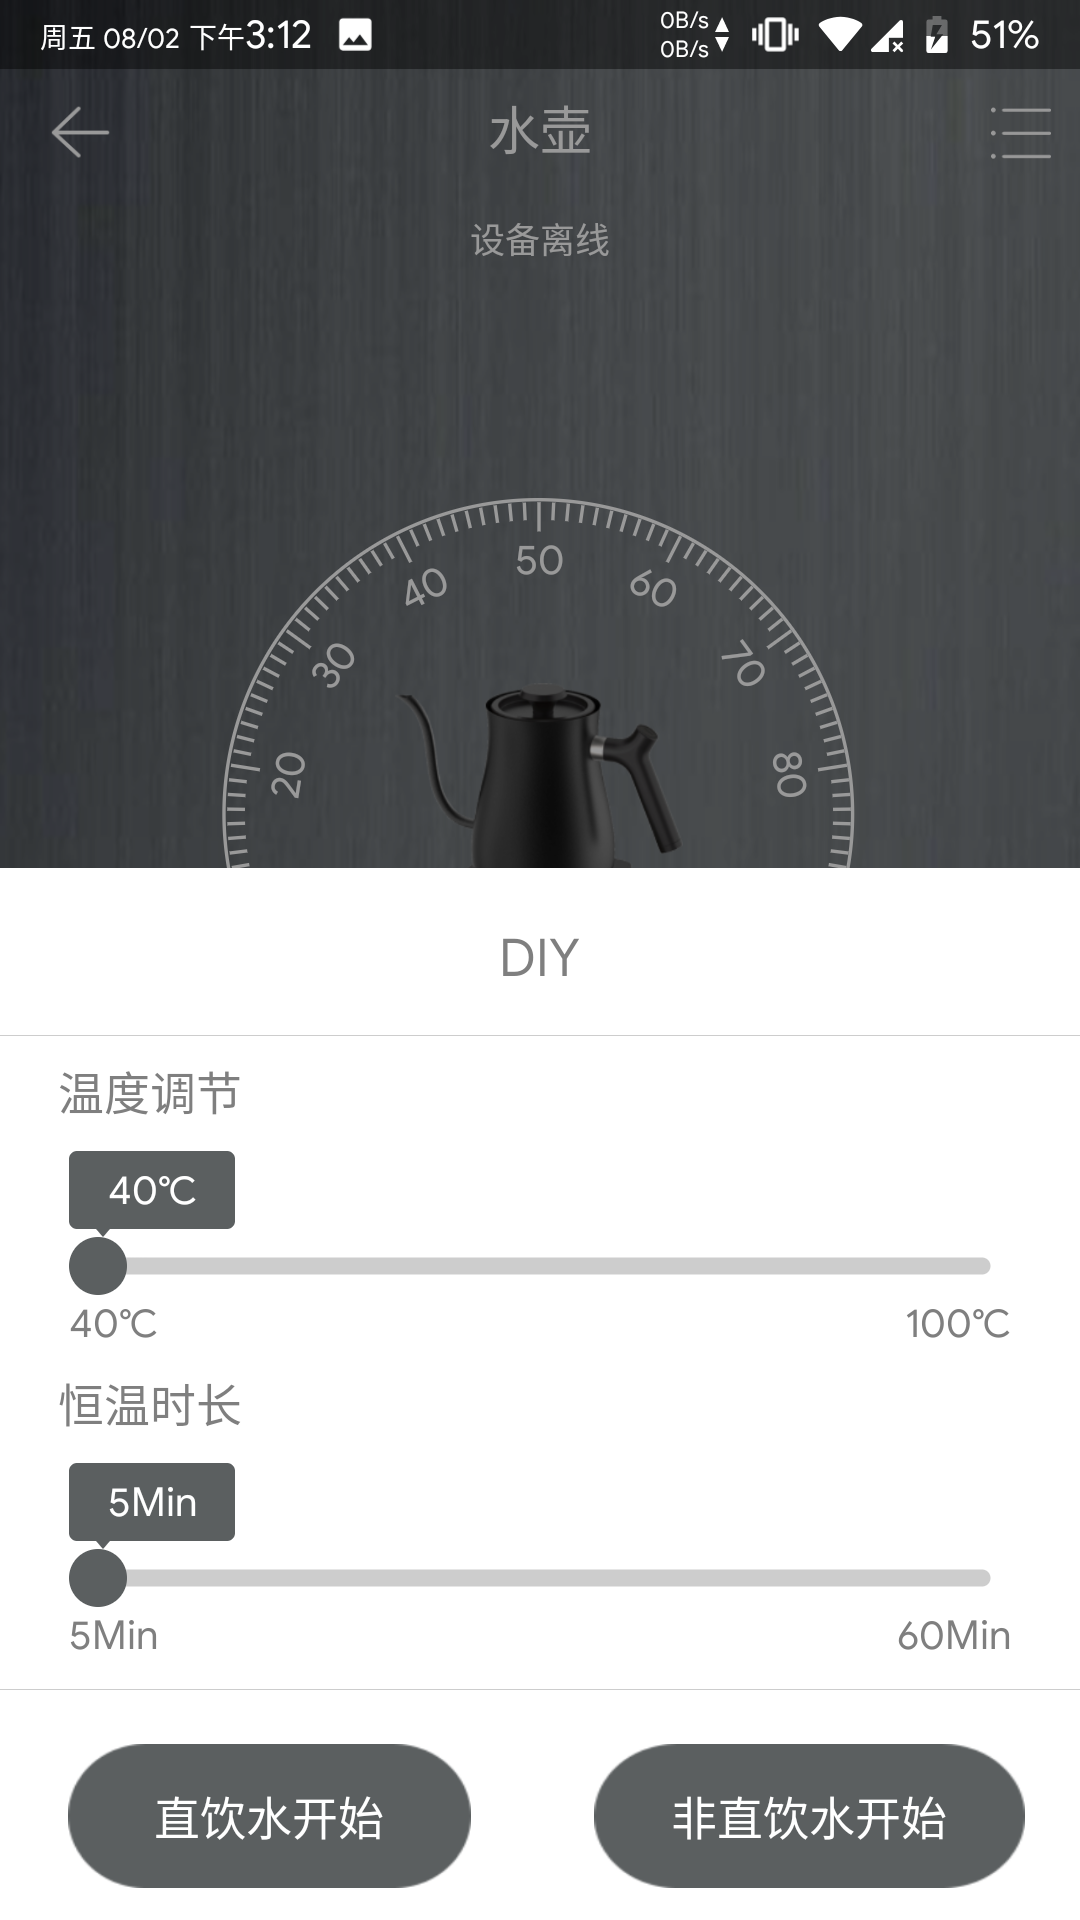 周五 08/02 下午3:12
0B/s
0B/s
51%
水壶
设备离线
20 30 40 50 60 70 80
DIY
温度调节
40℃
40℃ 100℃
恒温时长
5Min
5Min 60Min
直饮水开始 非直饮水开始